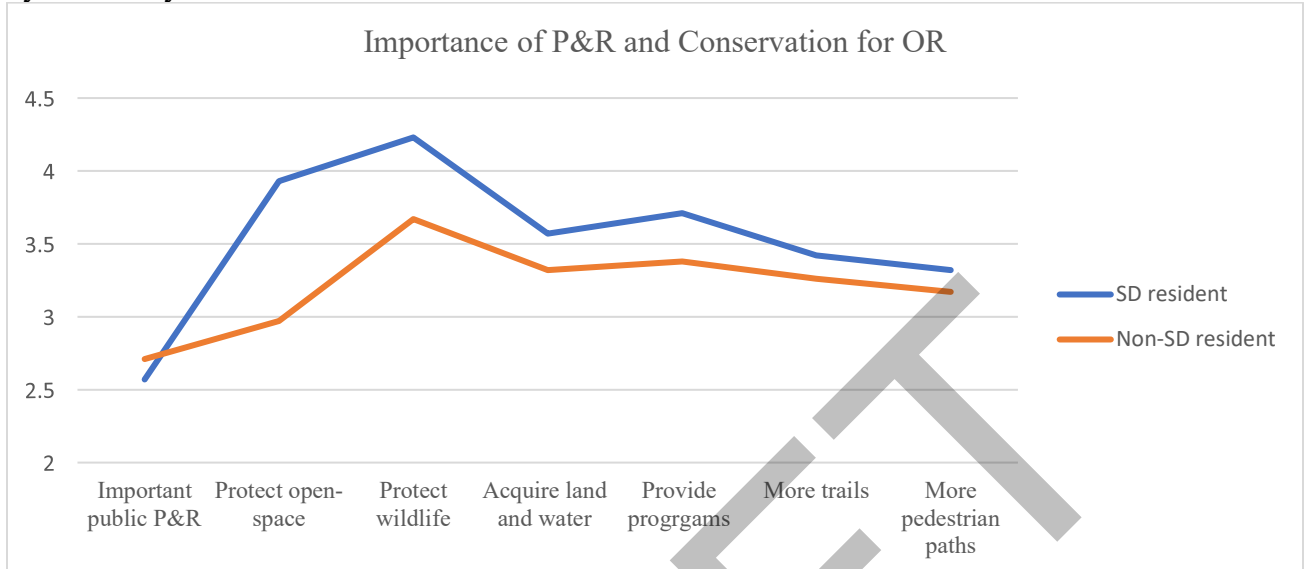 Importance of P&R and Conservation for OR
4.5
4
3.5
3
2.5
2
Important
public P&R
Protect open-
space
Protect
wildlife
Acquire land
and water
Provide
progrgams
More trails
More
pedestrian
paths
SD resident
Non-SD resident